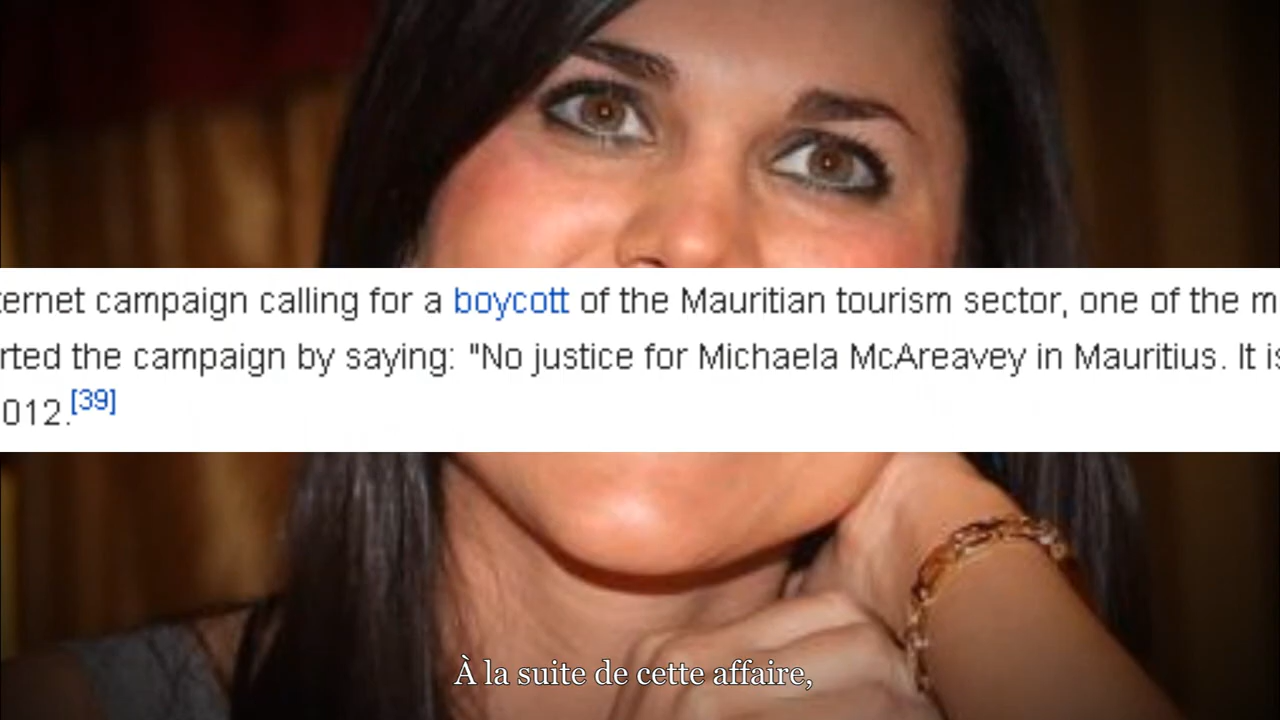 ternet campaign calling for a boycott of the Mauritian tourism sector, one of the m
rted the campaign by saying: "No justice for Michaela McAreavey in Mauritius. It is
012.[39]
À la suite de cette affaire,